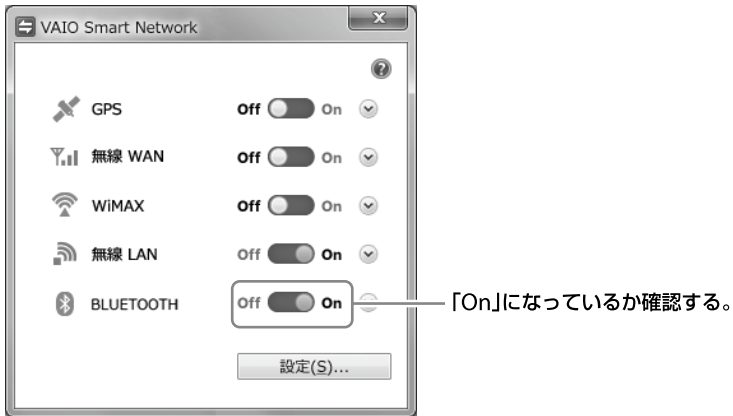 VAIO Smart Network
x
?
GPS Off On
無線 WAN Off On
WiMAX Off On
無線 LAN Off On
BLUETOOTH Off On
「On」になっているか確認する。
設定(S)...